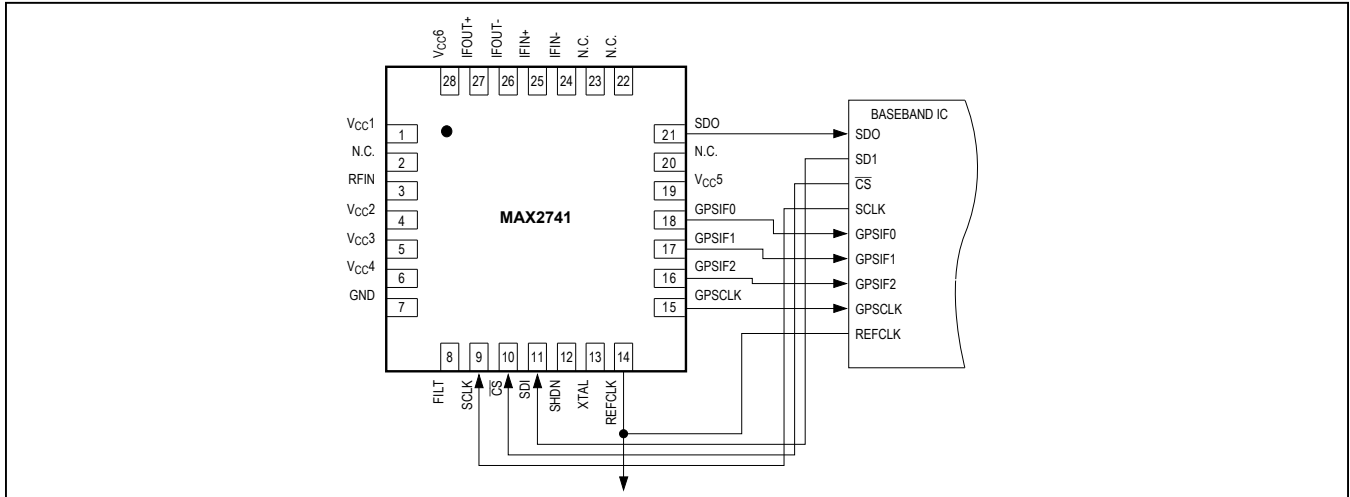 VCC6
IFOUT+
IFOUT-
IFIN+
IFIN-
N.C.
N.C.
28
27
26
25
24
23
22
VCC1
1
N.C.
2
RFIN
3
VCC2
4
VCC3
5
VCC4
6
GND
7
MAX2741
21
SDO
20
N.C.
19
VCC5
18
GPSIF0
17
GPSIF1
16
GPSIF2
15
GPSCLK
8
9
10
11
12
13
14
FILT
SCLK
CS
SDI
SHDN
XTAL
REFCLK
BASEBAND IC
SDO
SD1
CS
SCLK
GPSIF0
GPSIF1
GPSIF2
GPSCLK
REFCLK